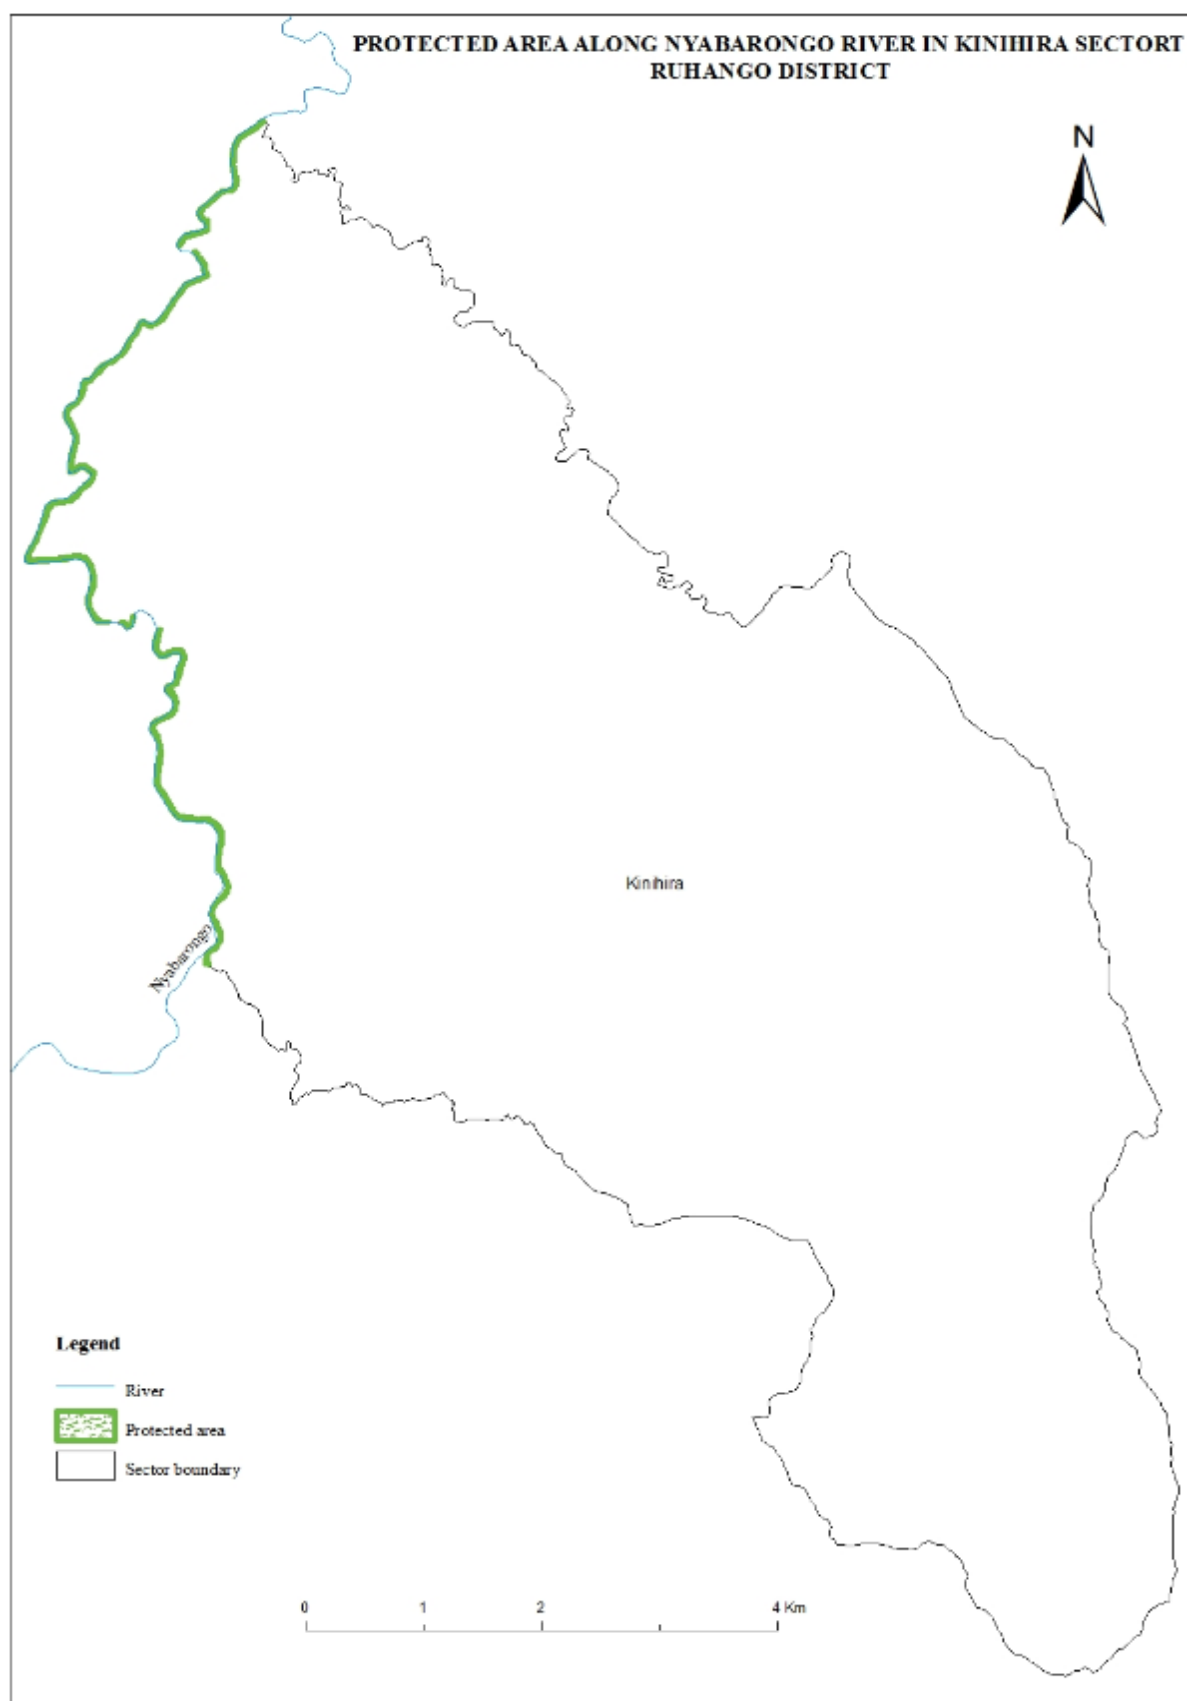 PROTECTED AREA ALONG NYABARONGO RIVER IN KINIHIRA SECTORT
RUHANGO DISTRICT
N
Kinihira
Nyabarongo
Legend
River
Protected area
Sector boundary
0 1 2 4 Km